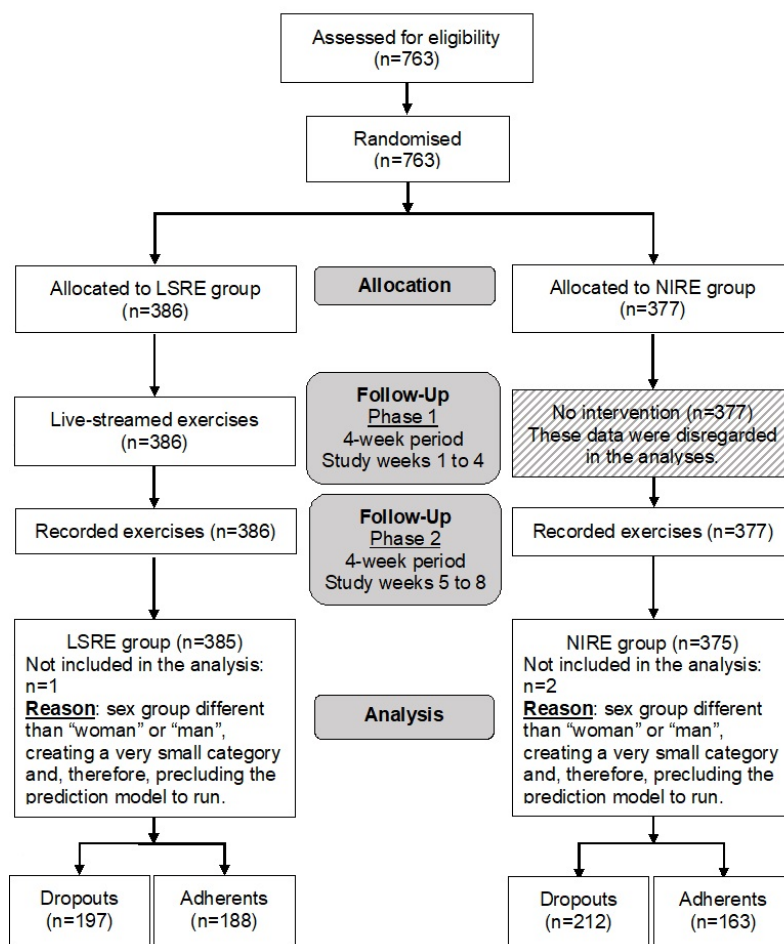 Assessed for eligibility
(n=763)
Randomised
(n=763)
Allocated to LSRE group
(n=386)
Allocation
Allocated to NIRE group
(n=377)
Live-streamed exercises
(n=386)
Follow-Up
Phase 1
4-week period
Study weeks 1 to 4
No intervention (n=377)
These data were disregarded
in the analyses.
Recorded exercises (n=386)
Follow-Up
Phase 2
4-week period
Study weeks 5 to 8
Recorded exercises (n=377)
LSRE group (n=385)
Not included in the analysis:
n=1
Reason: sex group different
than “woman” or “man”,
creating a very small category
and, therefore, precluding the
prediction model to run.
Analysis
NIRE group (n=375)
Not included in the analysis:
n=2
Reason: sex group different
than “woman” or “man”,
creating a very small category
and, therefore, precluding the
prediction model to run.
Dropouts
(n=197)
Adherents
(n=188)
Dropouts
(n=212)
Adherents
(n=163)